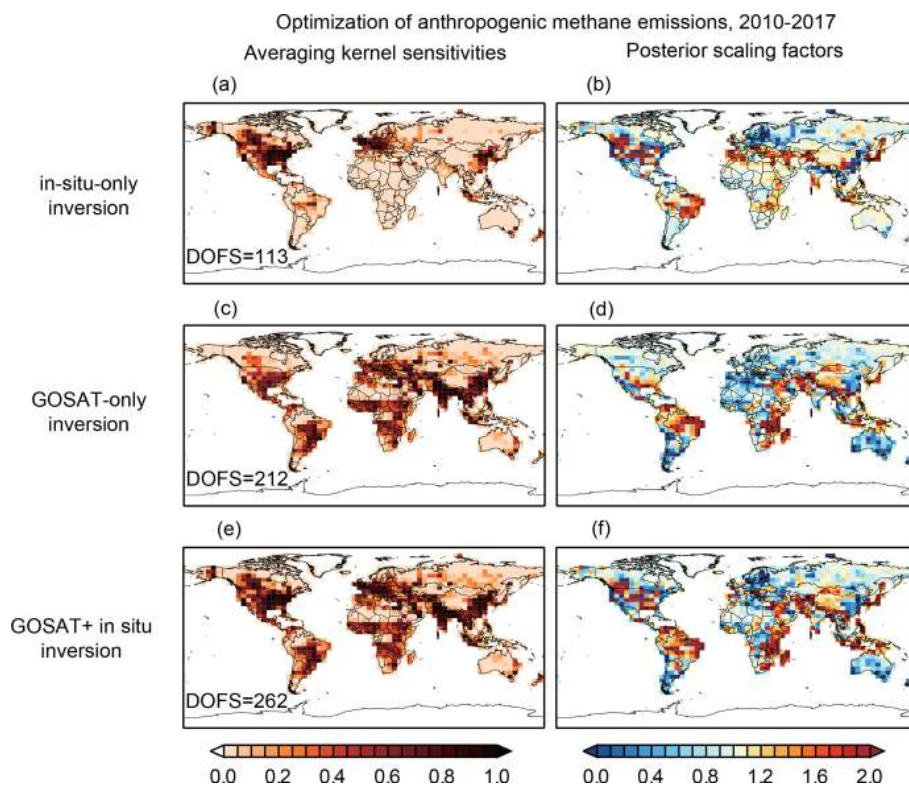 Optimization of anthropogenic methane emissions, 2010-2017
Averaging kernel sensitivities
Posterior scaling factors
(a)
(b)
in-situ-only
inversion
DOFS=113
(c)
(d)
GOSAT-only
inversion
DOFS=212
(e)
(f)
GOSAT+ in situ
inversion
DOFS=262
0.0 0.2 0.4 0.6 0.8 1.0
0.0 0.4 0.8 1.2 1.6 2.0